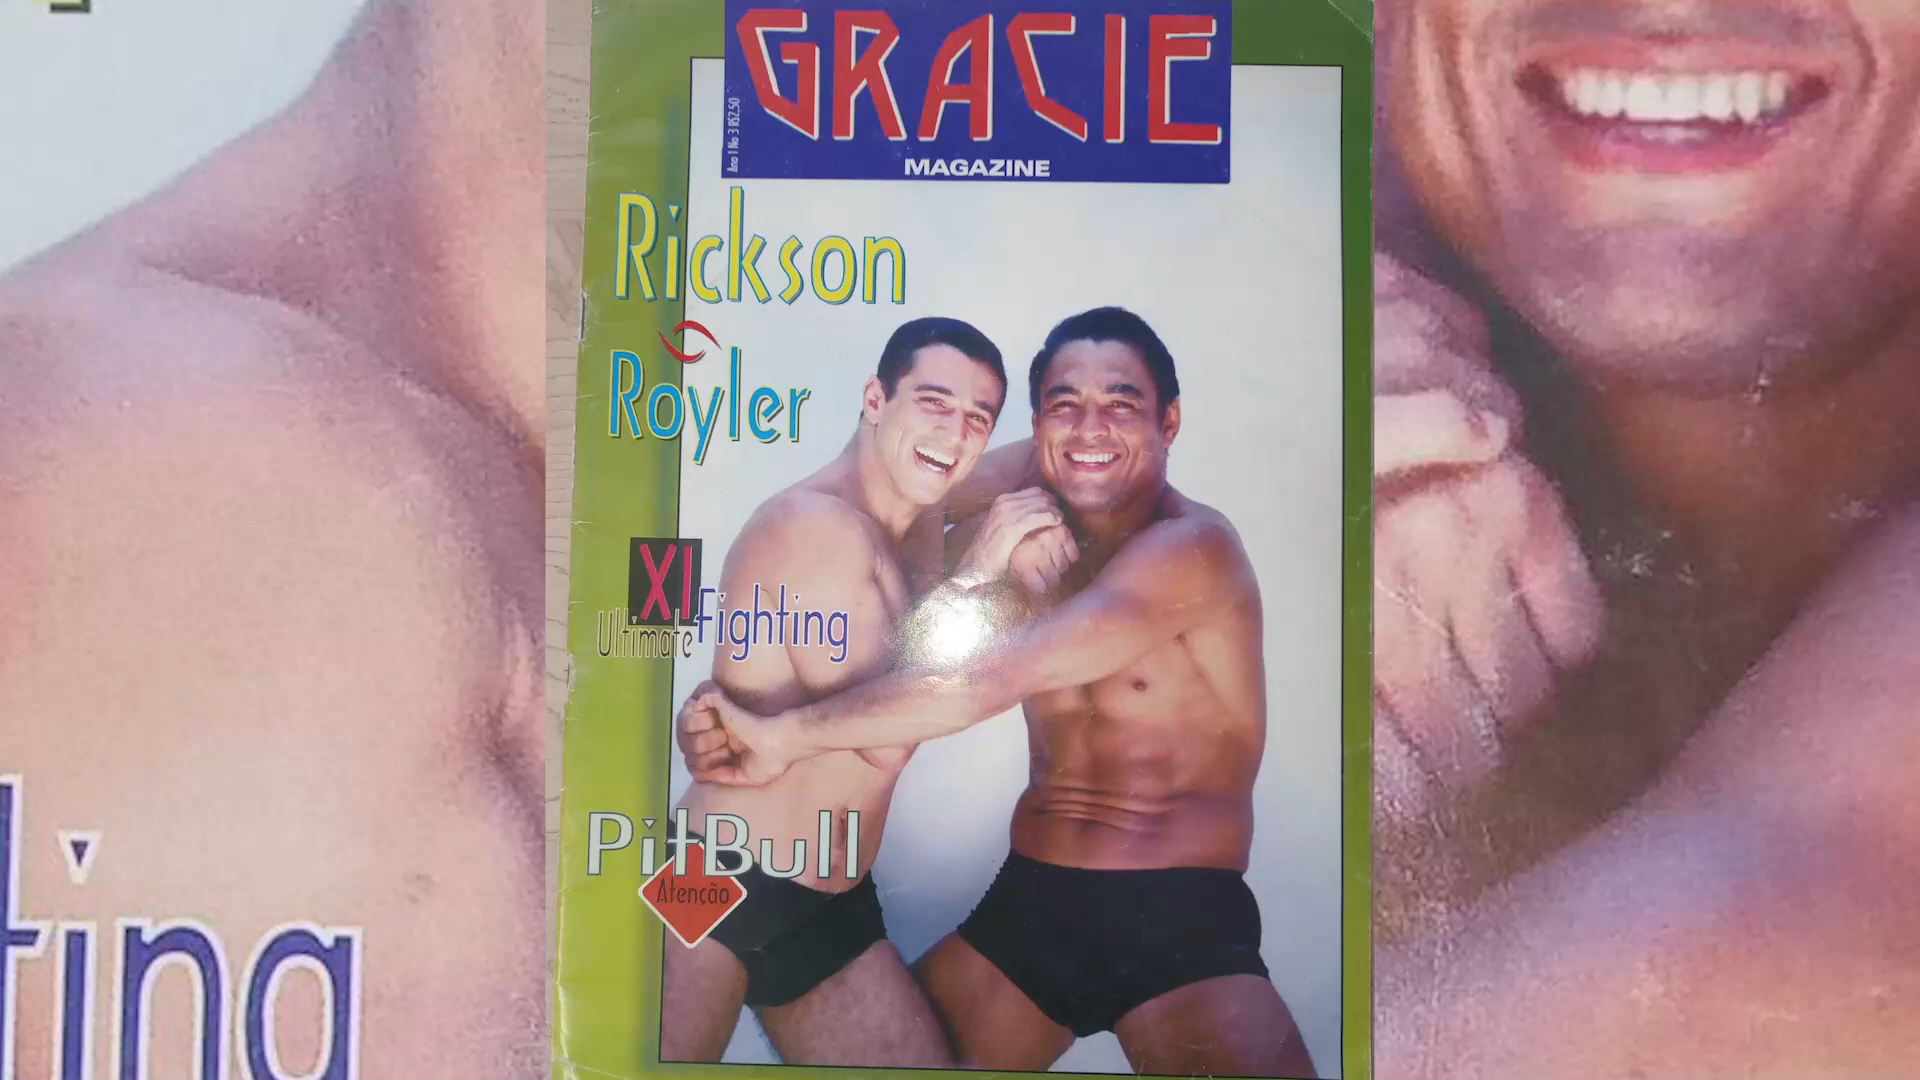 GRACIE
MAGAZINE
Ano 1 No 3 R$2,50
Rickson
Royler
XI
Ultimate Fighting
PitBull
Atenção
ting